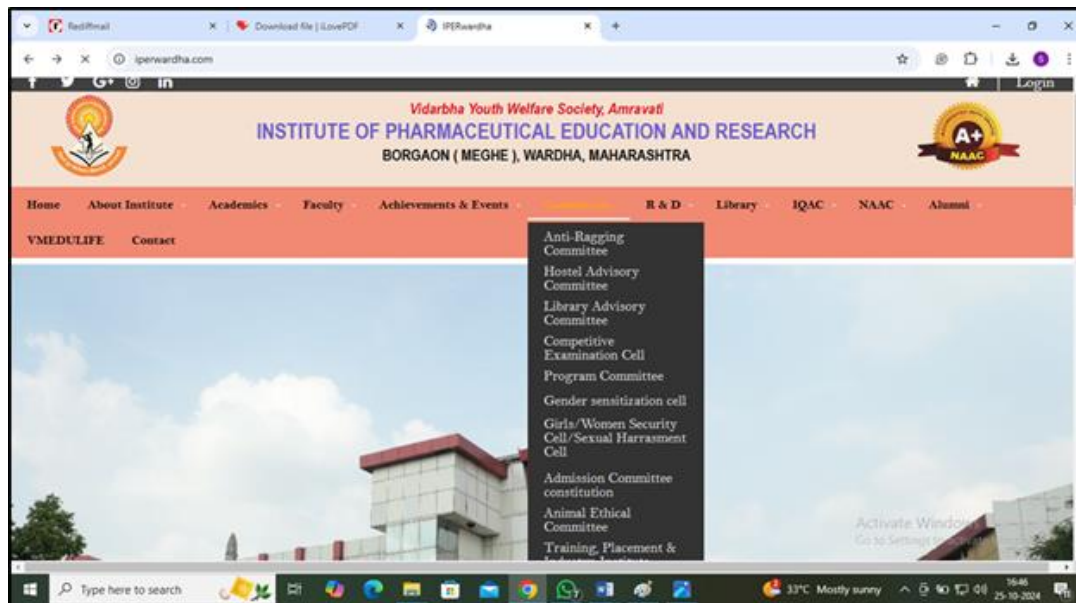 Rediffmail
Download file | iLovePDF
IPERwardha
iperwardha.com
Login
Vidarbha Youth Welfare Society, Amravati
INSTITUTE OF PHARMACEUTICAL EDUCATION AND RESEARCH
BORGAON ( MEGHE ), WARDHA, MAHARASHTRA
A+
NAAC
Home About Institute Academics Faculty Achievements & Events R & D Library IQAC NAAC Alumni
VMEDULIFE Contact
Anti-Ragging
Committee
Hostel Advisory
Committee
Library Advisory
Committee
Competitive
Examination Cell
Program Committee
Gender sensitization cell
Girls/Women Security
Cell/Sexual Harrasment
Cell
Admission Committee
constitution
Animal Ethical
Committee
Training, Placement &
Activate Windows
Go to Settings to
Type here to search
33°C Mostly sunny
16:46
25-10-2024